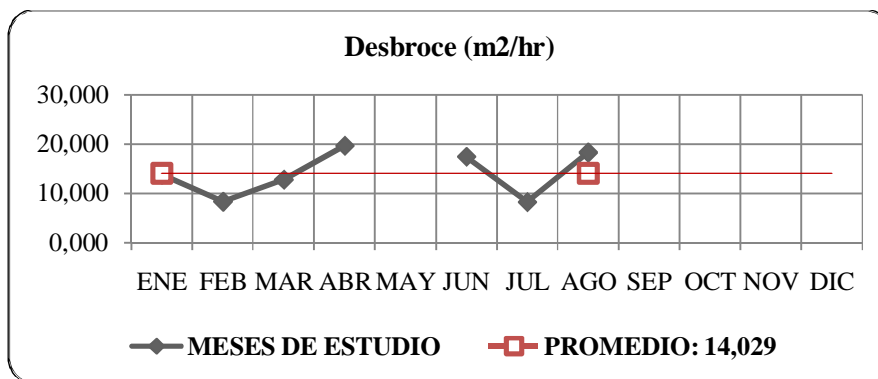 Desbroce (m2/hr)
30,000
20,000
10,000
0,000
ENE FEB MAR ABR MAY JUN JUL AGO SEP OCT NOV DIC
MESES DE ESTUDIO PROMEDIO: 14,029